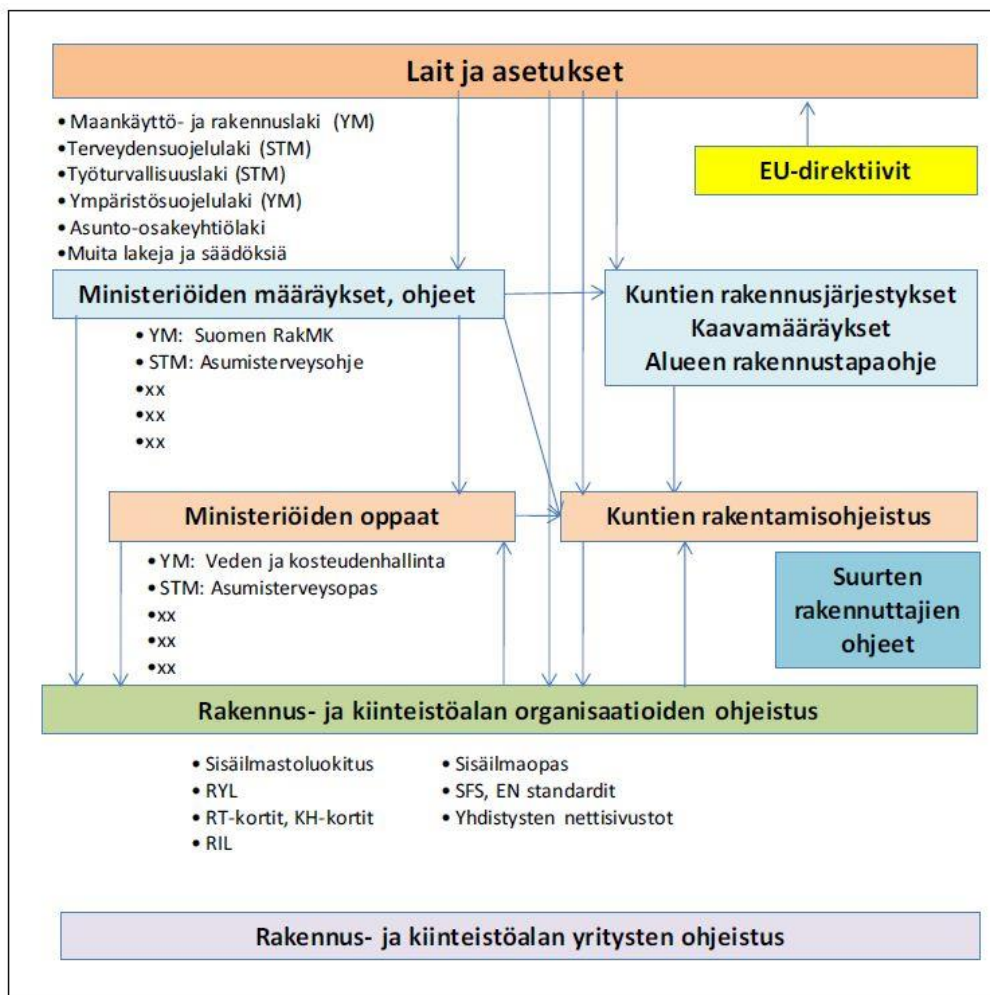 Lait ja asetukset
• Maankäyttö- ja rakennuslaki (YM)
• Terveydensuojelulaki (STM)
• Työturvallisuuslaki (STM)
• Ympäristösuojelulaki (YM)
• Asunto-osakeyhtiölaki
• Muita lakeja ja säädöksiä
EU-direktiivit
Ministeriöiden määräykset, ohjeet
• YM: Suomen RakMK
• STM: Asumisterveysohje
• xx
• xx
• xx
Kuntien rakennusjärjestykset
Kaavamääräykset
Alueen rakennustapaohje
Ministeriöiden oppaat
• YM: Veden ja kosteudenhallinta
• STM: Asumisterveysopas
• xx
• xx
• xx
Kuntien rakentamisohjeistus
Suurten
rakennuttajien
ohjeet
Rakennus- ja kiinteistöalan organisaatioiden ohjeistus
• Sisäilmastoluokitus
• RYL
• RT-kortit, KH-kortit
• RIL
• Sisäilmaopas
• SFS, EN standardit
• Yhdistysten nettisivustot
Rakennus- ja kiinteistöalan yritysten ohjeistus